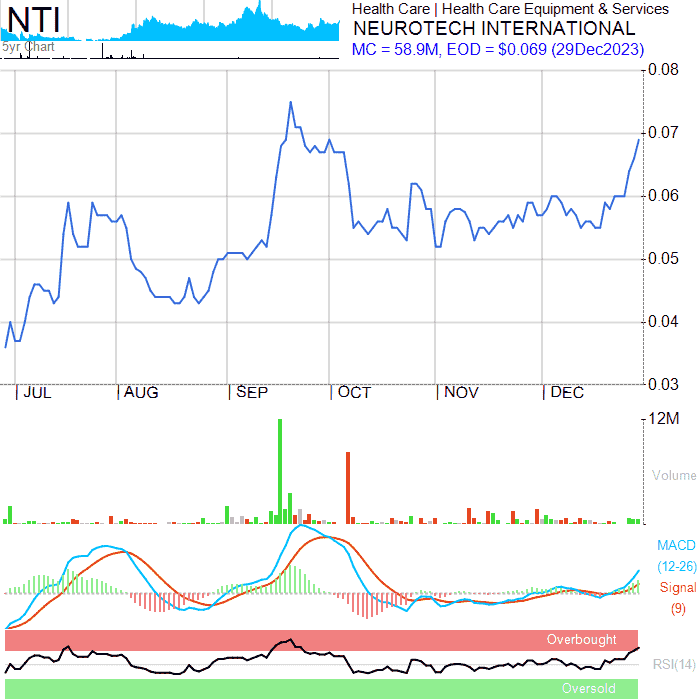 NTI
5yr Chart
Health Care | Health Care Equipment & Services
NEUROTECH INTERNATIONAL
MC = 58.9M, EOD = $0.069 (29Dec2023)
0.08
0.07
0.06
0.05
0.04
0.03
JUL AUG SEP OCT NOV DEC
12M
Volume
MACD
(12-26)
Signal
(9)
Overbought
RSI(14)
Oversold